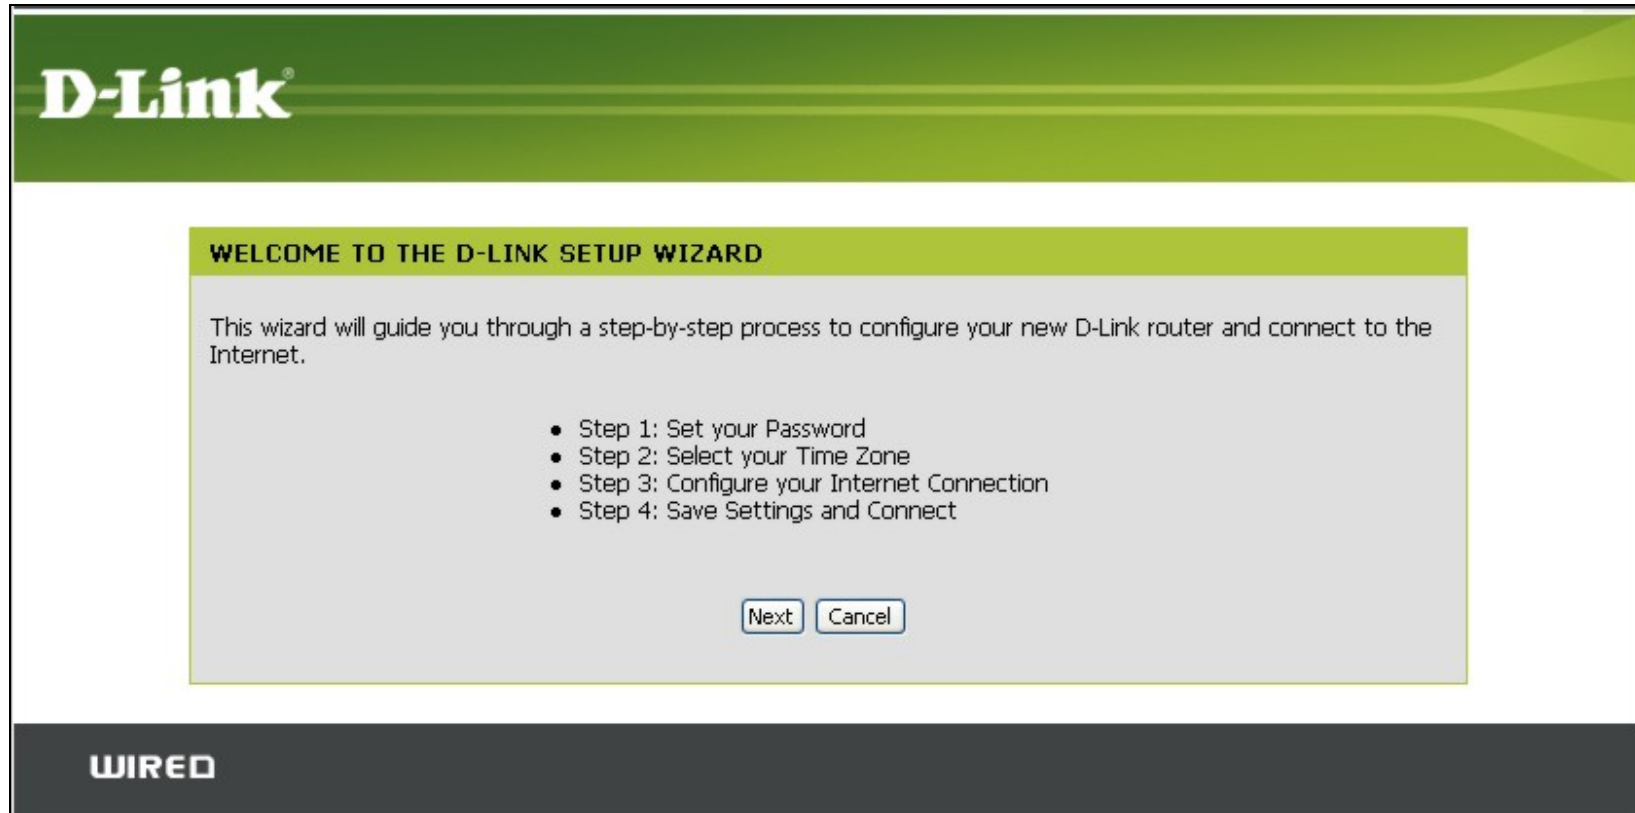 D-Link®
WELCOME TO THE D-LINK SETUP WIZARD
This wizard will guide you through a step-by-step process to configure your new D-Link router and connect to the
Internet.
● Step 1: Set your Password
● Step 2: Select your Time Zone
● Step 3: Configure your Internet Connection
● Step 4: Save Settings and Connect
Next Cancel
WIRED